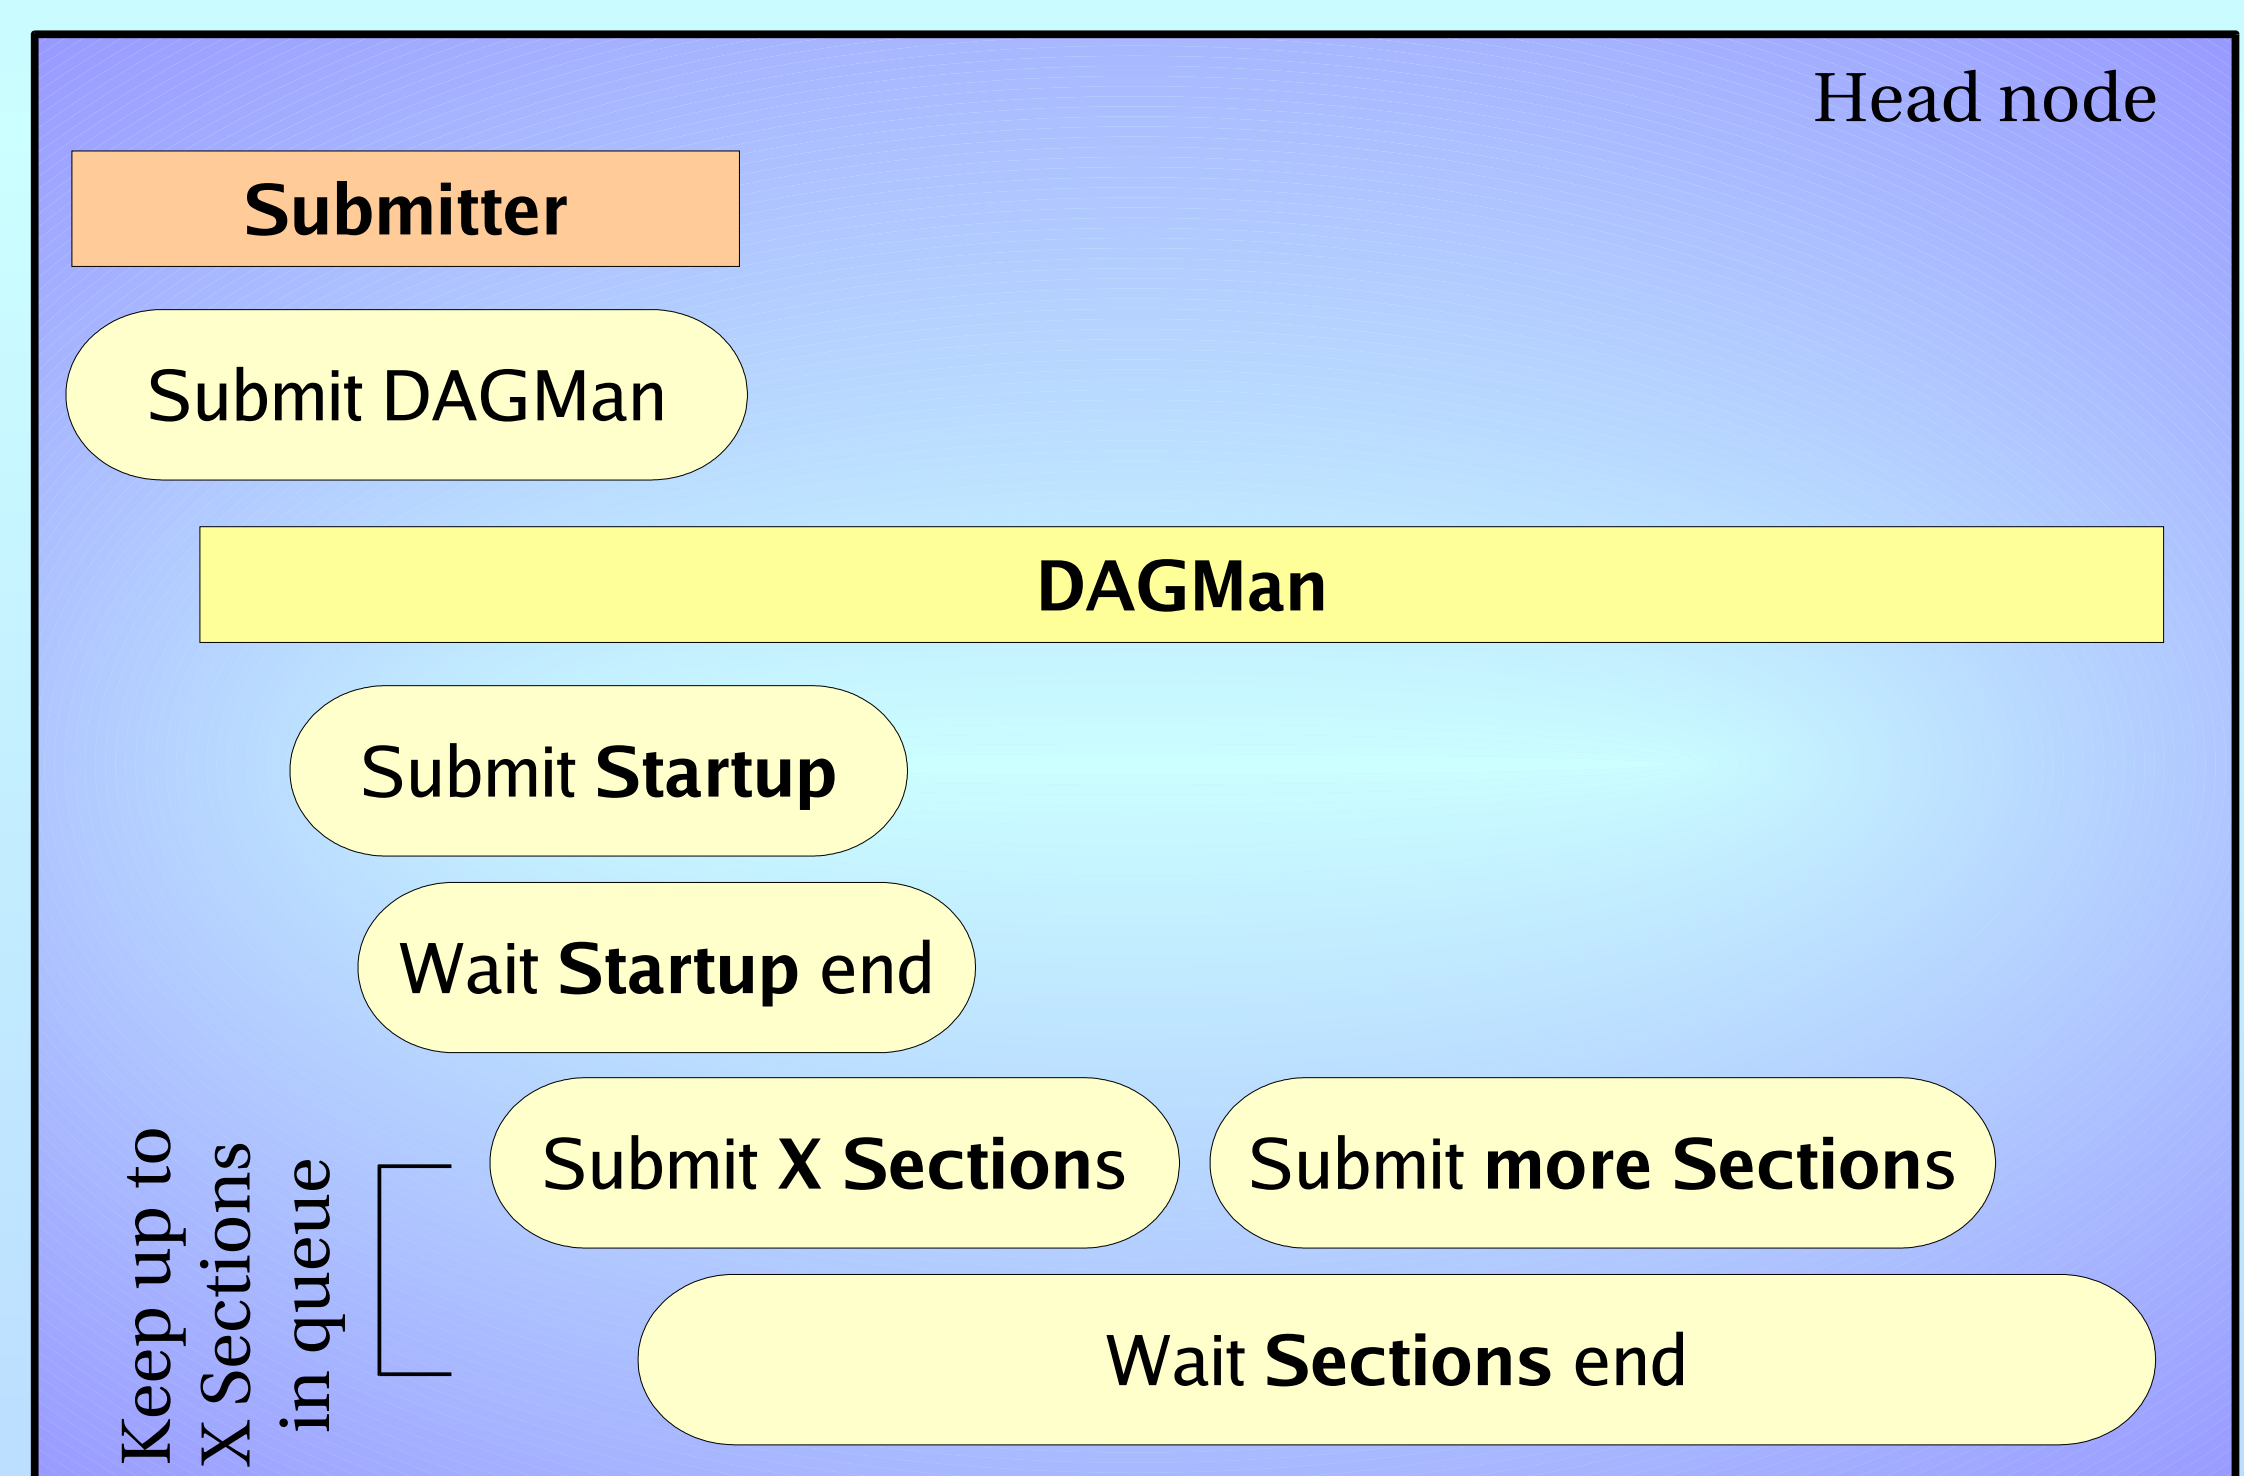 Head node
Submitter
Submit DAGMan
DAGMan
Submit Startup
Wait Startup end
Submit X Sections
Submit more Sections
Wait Sections end
Keep up to
X Sections
in queue